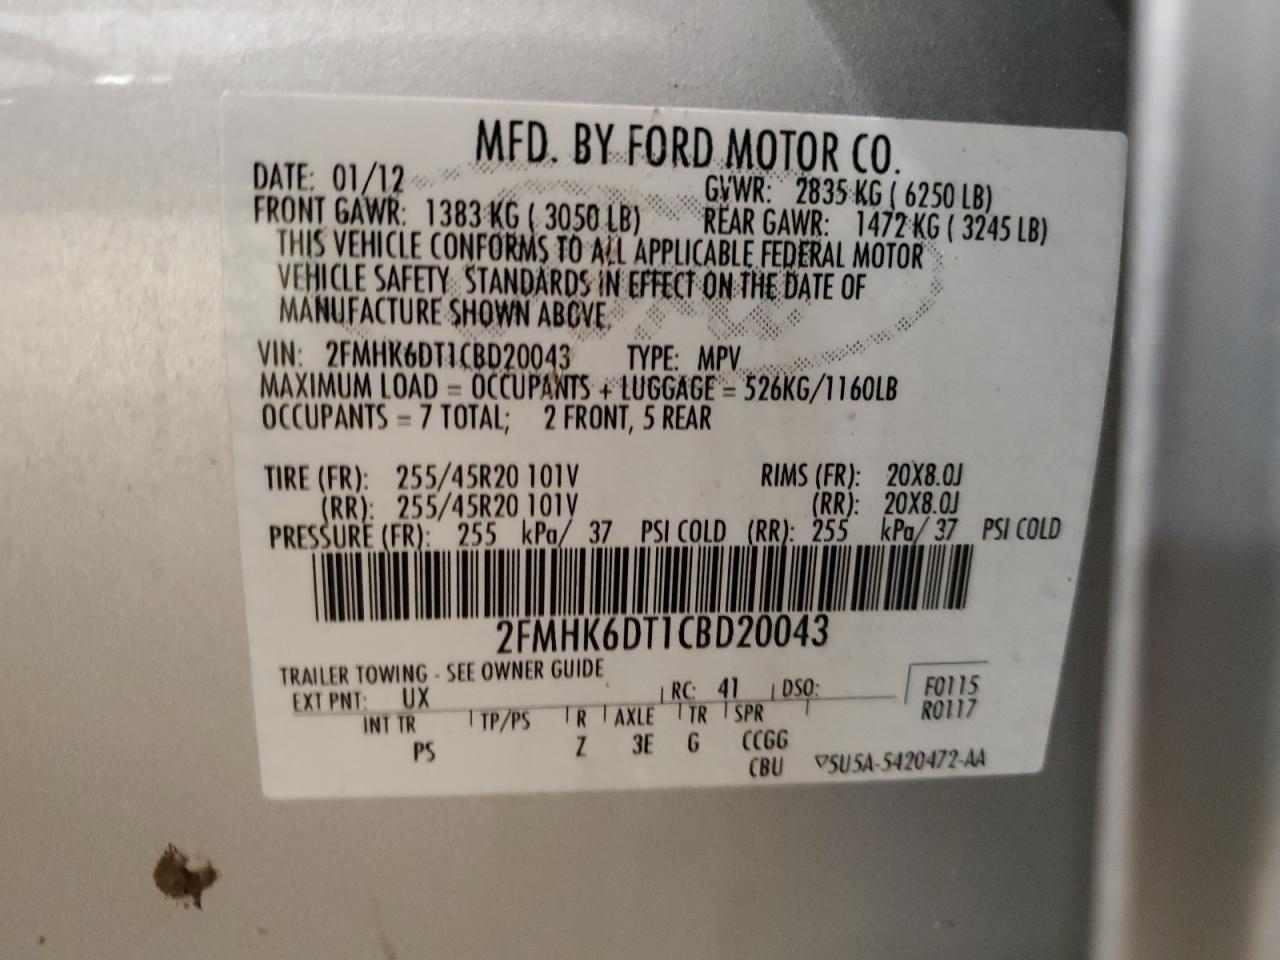 MFD. BY FORD MOTOR CO.
DATE: 01/12 GVWR: 2835 KG ( 6250 LB)
FRONT GAWR: 1383 KG ( 3050 LB) REAR GAWR: 1472 KG ( 3245 LB)
THIS VEHICLE CONFORMS TO ALL APPLICABLE FEDERAL MOTOR
VEHICLE SAFETY STANDARDS IN EFFECT ON THE DATE OF
MANUFACTURE SHOWN ABOVE.
VIN: 2FMHK6DT1CBD20043 TYPE: MPV
MAXIMUM LOAD = OCCUPANTS + LUGGAGE = 526KG/1160LB
OCCUPANTS = 7 TOTAL; 2 FRONT, 5 REAR
TIRE (FR): 255/45R20 101V RIMS (FR): 20X8.0J
(RR): 255/45R20 101V (RR): 20X8.0J
PRESSURE (FR): 255 kPa/ 37 PSI COLD (RR): 255 kPa/ 37 PSI COLD
2FMHK6DT1CBD20043
TRAILER TOWING - SEE OWNER GUIDE
EXT PNT: UX RC: 41 DSO: F0115
R0117
INT TR TP/PS R AXLE TR SPR
PS Z 3E G CCGG
CBU ▽5U5A-5420472-AA